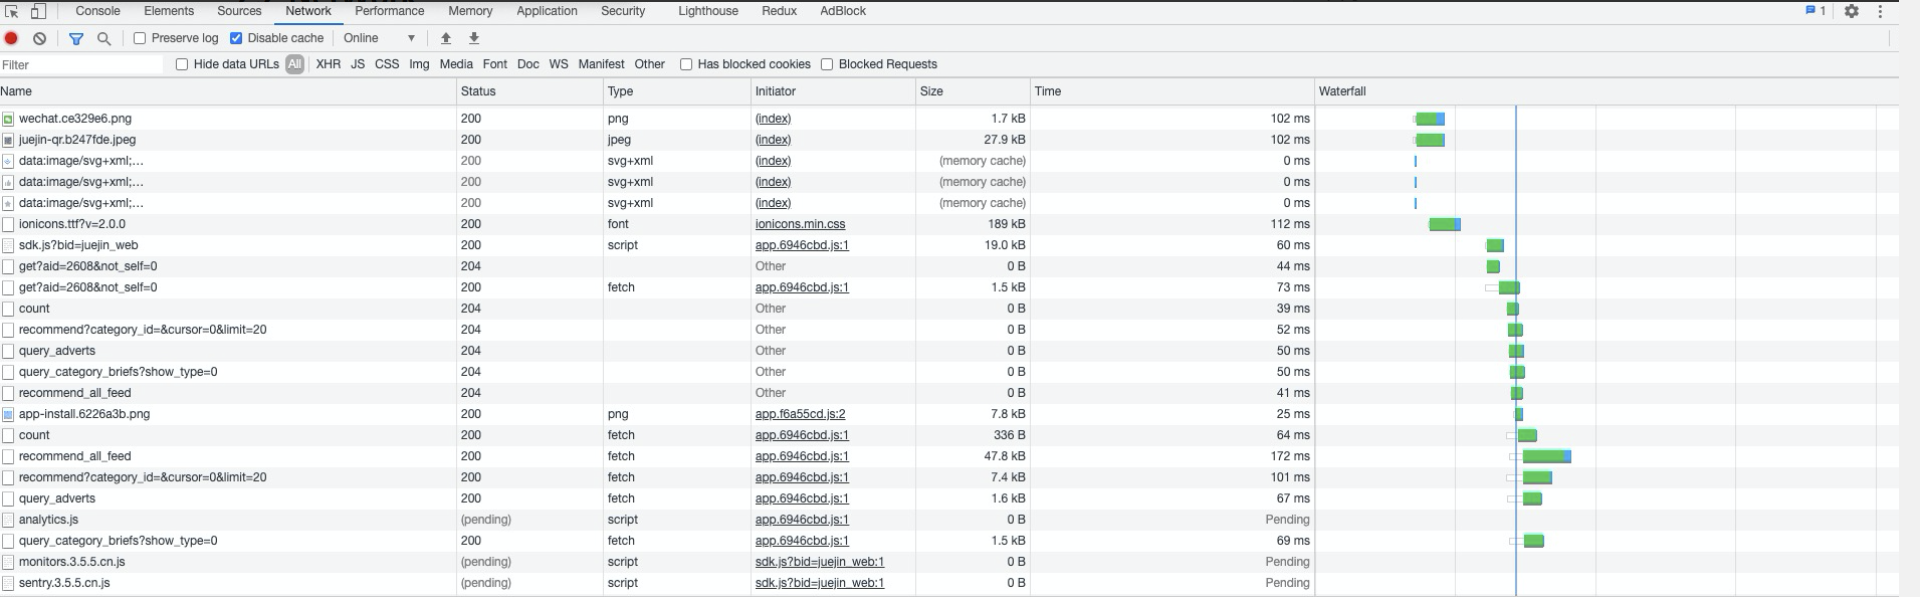 Console Elements Sources Network Performance Memory Application Security Lighthouse Redux AdBlock 1
Preserve log Disable cache Online
Filter Hide data URLs All XHR JS CSS Img Media Font Doc WS Manifest Other Has blocked cookies Blocked Requests
Name Status Type Initiator Size Time Waterfall
wechat.ce329e6.png 200 png (index) 1.7 kB 102 ms
juejin-qr.b247fde.jpeg 200 jpeg (index) 27.9 kB 102 ms
data:image/svg+xml;... 200 svg+xml (index) (memory cache) 0 ms
data:image/svg+xml;... 200 svg+xml (index) (memory cache) 0 ms
data:image/svg+xml;... 200 svg+xml (index) (memory cache) 0 ms
ionicons.ttf?v=2.0.0 200 font ionicons.min.css 189 kB 112 ms
sdk.js?bid=juejin_web 200 script app.6946cbd.js:1 19.0 kB 60 ms
get?aid=2608&not_self=0 204 Other 0 B 44 ms
get?aid=2608&not_self=0 200 fetch app.6946cbd.js:1 1.5 kB 73 ms
count 204 Other 0 B 39 ms
recommend?category_id=&cursor=0&limit=20 204 Other 0 B 52 ms
query_adverts 204 Other 0 B 50 ms
query_category_briefs?show_type=0 204 Other 0 B 50 ms
recommend_all_feed 204 Other 0 B 41 ms
app-install.6226a3b.png 200 png app.f6a55cd.js:2 7.8 kB 25 ms
count 200 fetch app.6946cbd.js:1 336 B 64 ms
recommend_all_feed 200 fetch app.6946cbd.js:1 47.8 kB 172 ms
recommend?category_id=&cursor=0&limit=20 200 fetch app.6946cbd.js:1 7.4 kB 101 ms
query_adverts 200 fetch app.6946cbd.js:1 1.6 kB 67 ms
analytics.js (pending) script app.6946cbd.js:1 0 B Pending
query_category_briefs?show_type=0 200 fetch app.6946cbd.js:1 1.5 kB 69 ms
monitors.3.5.5.cn.js (pending) script sdk.js?bid=juejin_web:1 0 B Pending
sentry.3.5.5.cn.js (pending) script sdk.js?bid=juejin_web:1 0 B Pending